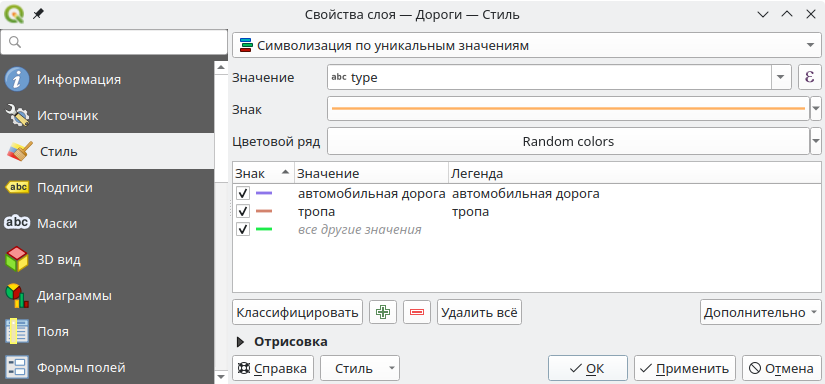 Свойства слоя — Дороги — Стиль
Символизация по уникальным значениям
Информация
Значение abc type ε
Источник
Знак
Стиль
Цветовой ряд Random colors
abc Подписи
Знак Значение Легенда
автомобильная дорога автомобильная дорога
abc Маски
тропа тропа
все другие значения
3D вид
Диаграммы
Классифицировать Удалить всё Дополнительно
Поля
Отрисовка
Формы полей
Справка Стиль OK Применить Отмена